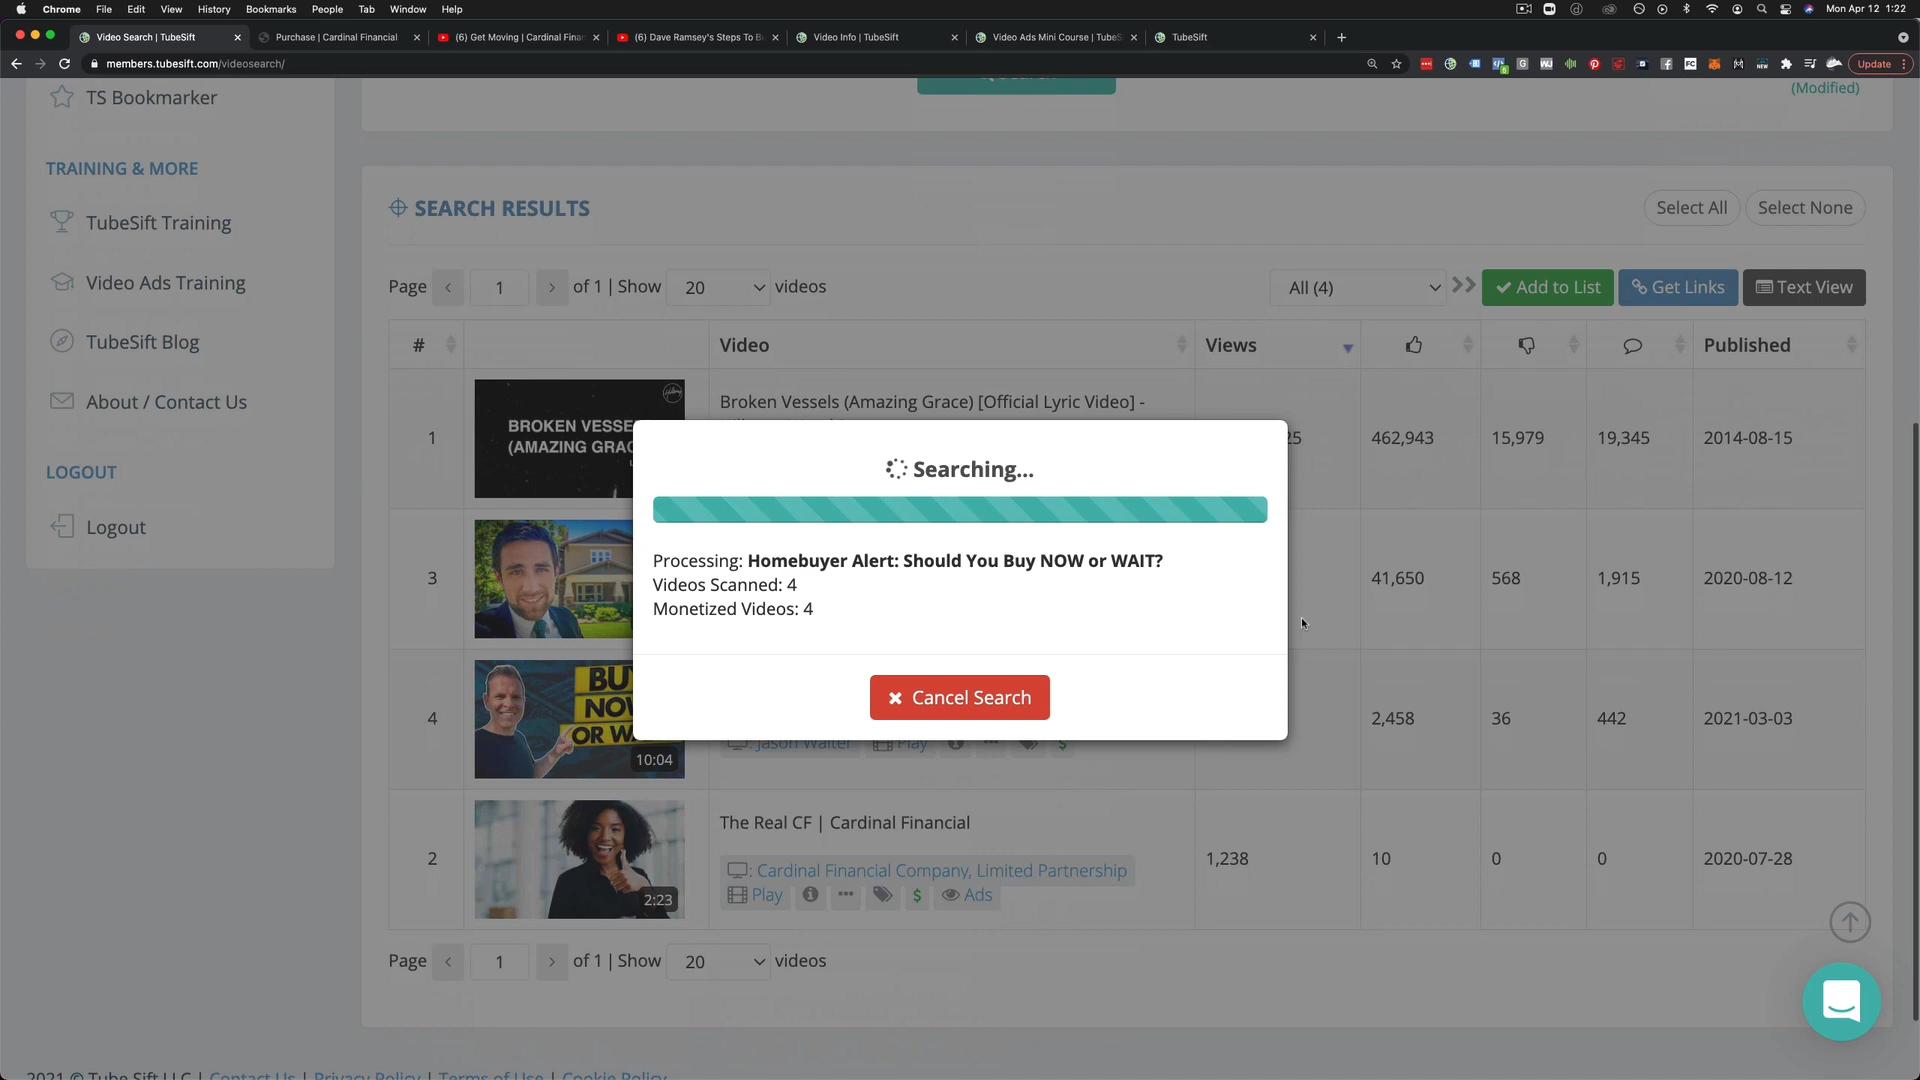 Chrome File Edit View History Bookmarks People Tab Window Help Mon Apr 12 1:22
Video Search | TubeSift Purchase | Cardinal Financial (6) Get Moving | Cardinal Finan (6) Dave Ramsey's Steps To B Video Info | TubeSift Video Ads Mini Course | TubeS TubeSift
members.tubesift.com/videosearch/ Update
TS Bookmarker
(Modified)
TRAINING & MORE
TubeSift Training
Video Ads Training
TubeSift Blog
About / Contact Us
LOGOUT
Logout
SEARCH RESULTS Select All Select None
Page 1 of 1 | Show 20 videos All (4) Add to List Get Links Text View
# Video Views Published
1 BROKEN VESSE (AMAZING GRAC Broken Vessels (Amazing Grace) [Official Lyric Video] - 25 462,943 15,979 19,345 2014-08-15
Searching...
Processing: Homebuyer Alert: Should You Buy NOW or WAIT?
Videos Scanned: 4
Monetized Videos: 4
Cancel Search
3 41,650 568 1,915 2020-08-12
4 BU NO OR WA 10:04 Jason Walter Play 2,458 36 442 2021-03-03
2 2:23 The Real CF | Cardinal Financial 1,238 10 0 0 2020-07-28
: Cardinal Financial Company, Limited Partnership
Play $ Ads
Page 1 of 1 | Show 20 videos
2021 © Tube Sift LLC | Contact Us | Privacy Policy | Terms of Use | Cookie Policy